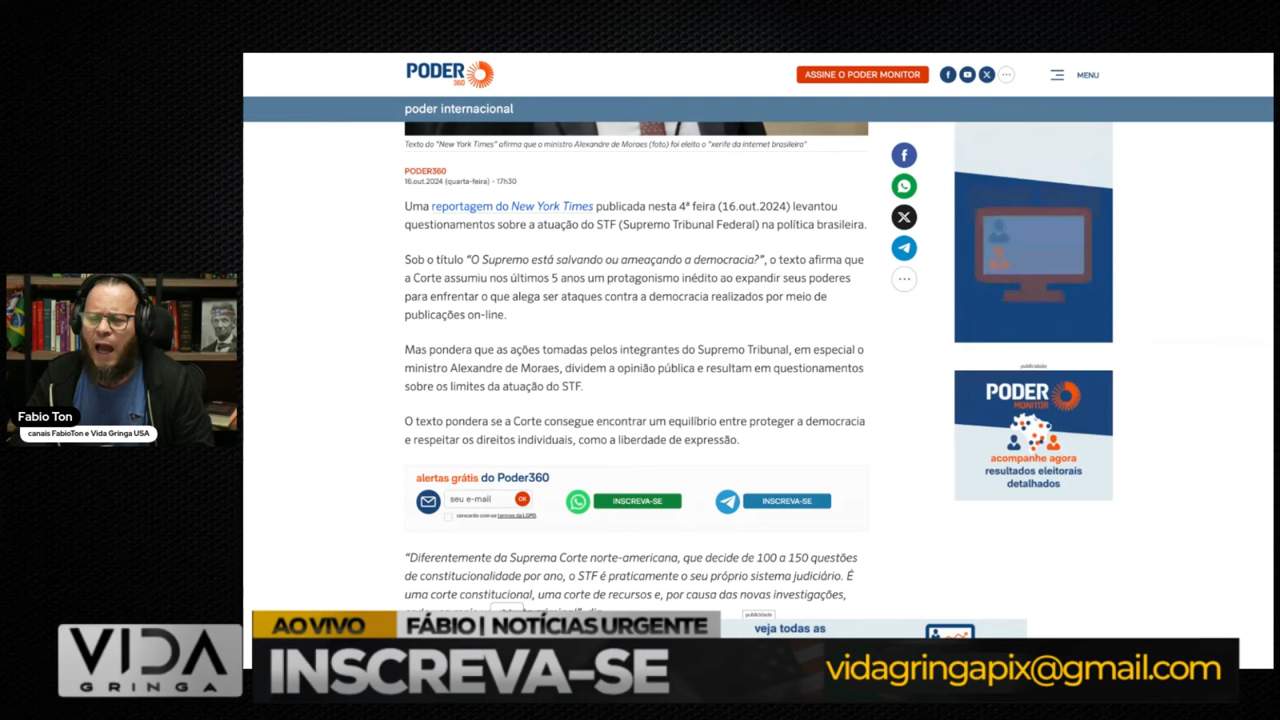 PODER
360
ASSINE O PODER MONITOR
MENU
poder internacional
Texto do "New York Times" afirma que o ministro Alexandre de Moraes (foto) foi eleito o "xerife da internet brasileira"
PODER360
16.out.2024 (quarta-feira) - 17h30
Uma reportagem do New York Times publicada nesta 4ª feira (16.out.2024) levantou
questionamentos sobre a atuação do STF (Supremo Tribunal Federal) na política brasileira.
Sob o título “O Supremo está salvando ou ameaçando a democracia?”, o texto afirma que
a Corte assumiu nos últimos 5 anos um protagonismo inédito ao expandir seus poderes
para enfrentar o que alega ser ataques contra a democracia realizados por meio de
publicações on-line.
Mas pondera que as ações tomadas pelos integrantes do Supremo Tribunal, em especial o
ministro Alexandre de Moraes, dividem a opinião pública e resultam em questionamentos
sobre os limites da atuação do STF.
O texto pondera se a Corte consegue encontrar um equilíbrio entre proteger a democracia
e respeitar os direitos individuais, como a liberdade de expressão.
alertas grátis do Poder360
seu e-mail
OK
INSCREVA-SE
INSCREVA-SE
concordo com os termos da LGPD.
“Diferentemente da Suprema Corte norte-americana, que decide de 100 a 150 questões
de constitucionalidade por ano, o STF é praticamente o seu próprio sistema judiciário. É
uma corte constitucional, uma corte de recursos e, por causa das novas investigações,
publicidade
PODER
MONITOR
acompanhe agora
resultados eleitorais
detalhados
publicidade
veja todas as
Fabio Ton
canais FabioTon e Vida Gringa USA
AO VIVO
FÁBIO | NOTÍCIAS URGENTE
VIDA
GRINGA
INSCREVA-SE
vidagringapix@gmail.com